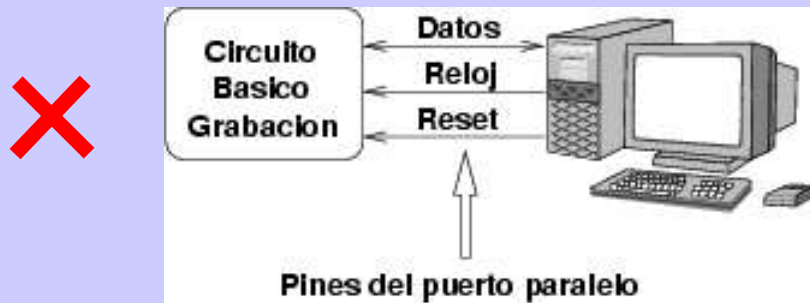 Circuito
Basico
Grabacion
Datos
Reloj
Reset
Pines del puerto paralelo